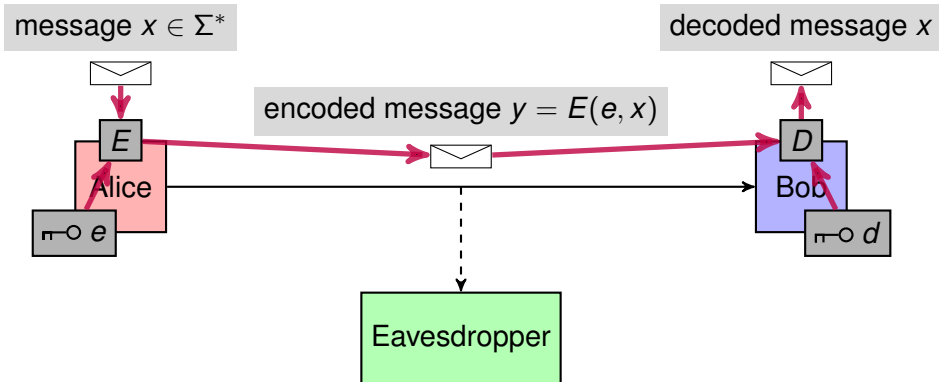 message x ∈ Σ*
decoded message x
encoded message y = E(e, x)
E
D
Alice
Bob
e
d
Eavesdropper